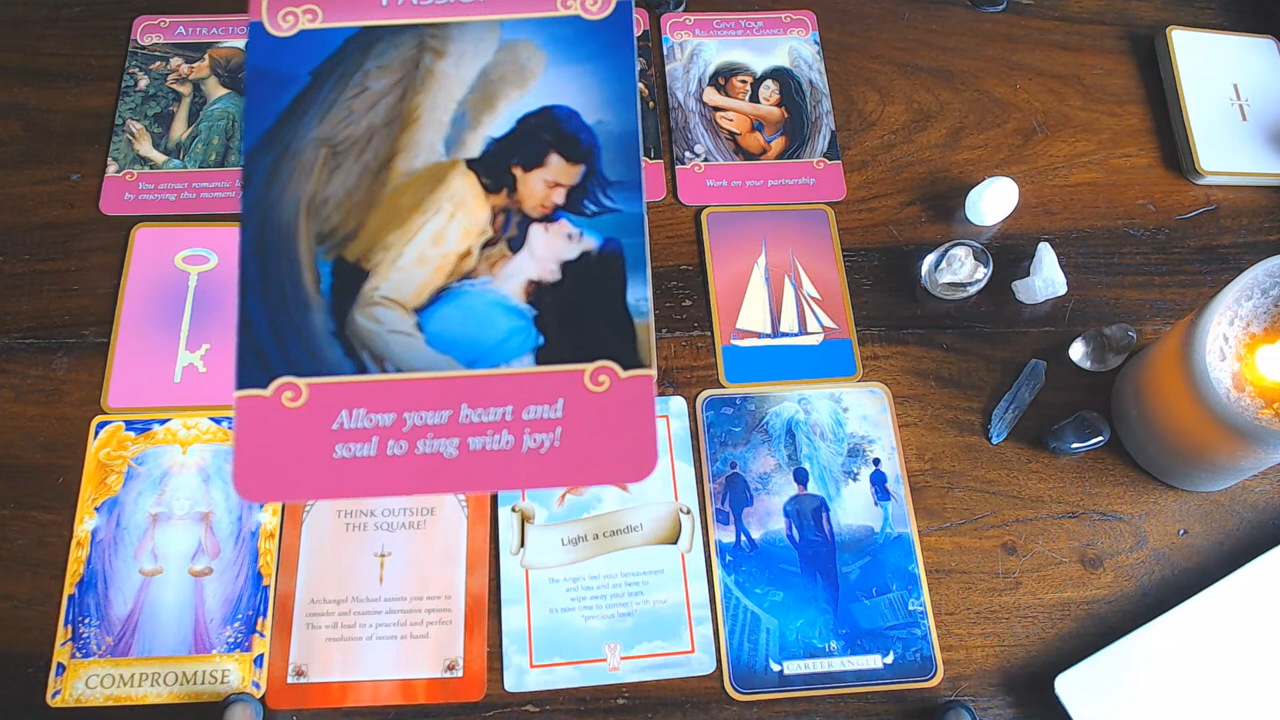 ATTRACTIO
You attract romantic lo
by enjoying this moment
PASSIO
Allow your heart and
soul to sing with joy!
GIVE YOUR
RELATIONSHIP A CHANCE
Work on your partnership.
LT
COMPROMISE
THINK OUTSIDE
THE SQUARE!
Archangel Michael assists you now to
consider and examine alternative options.
This will lead to a peaceful and perfect
resolution of issues at hand.
Light a candle!
The Angels feel your bereavement
and loss and are here to
wipe away your tears.
It's now time to connect with your
"precious love!"
18
CAREER ANGEL